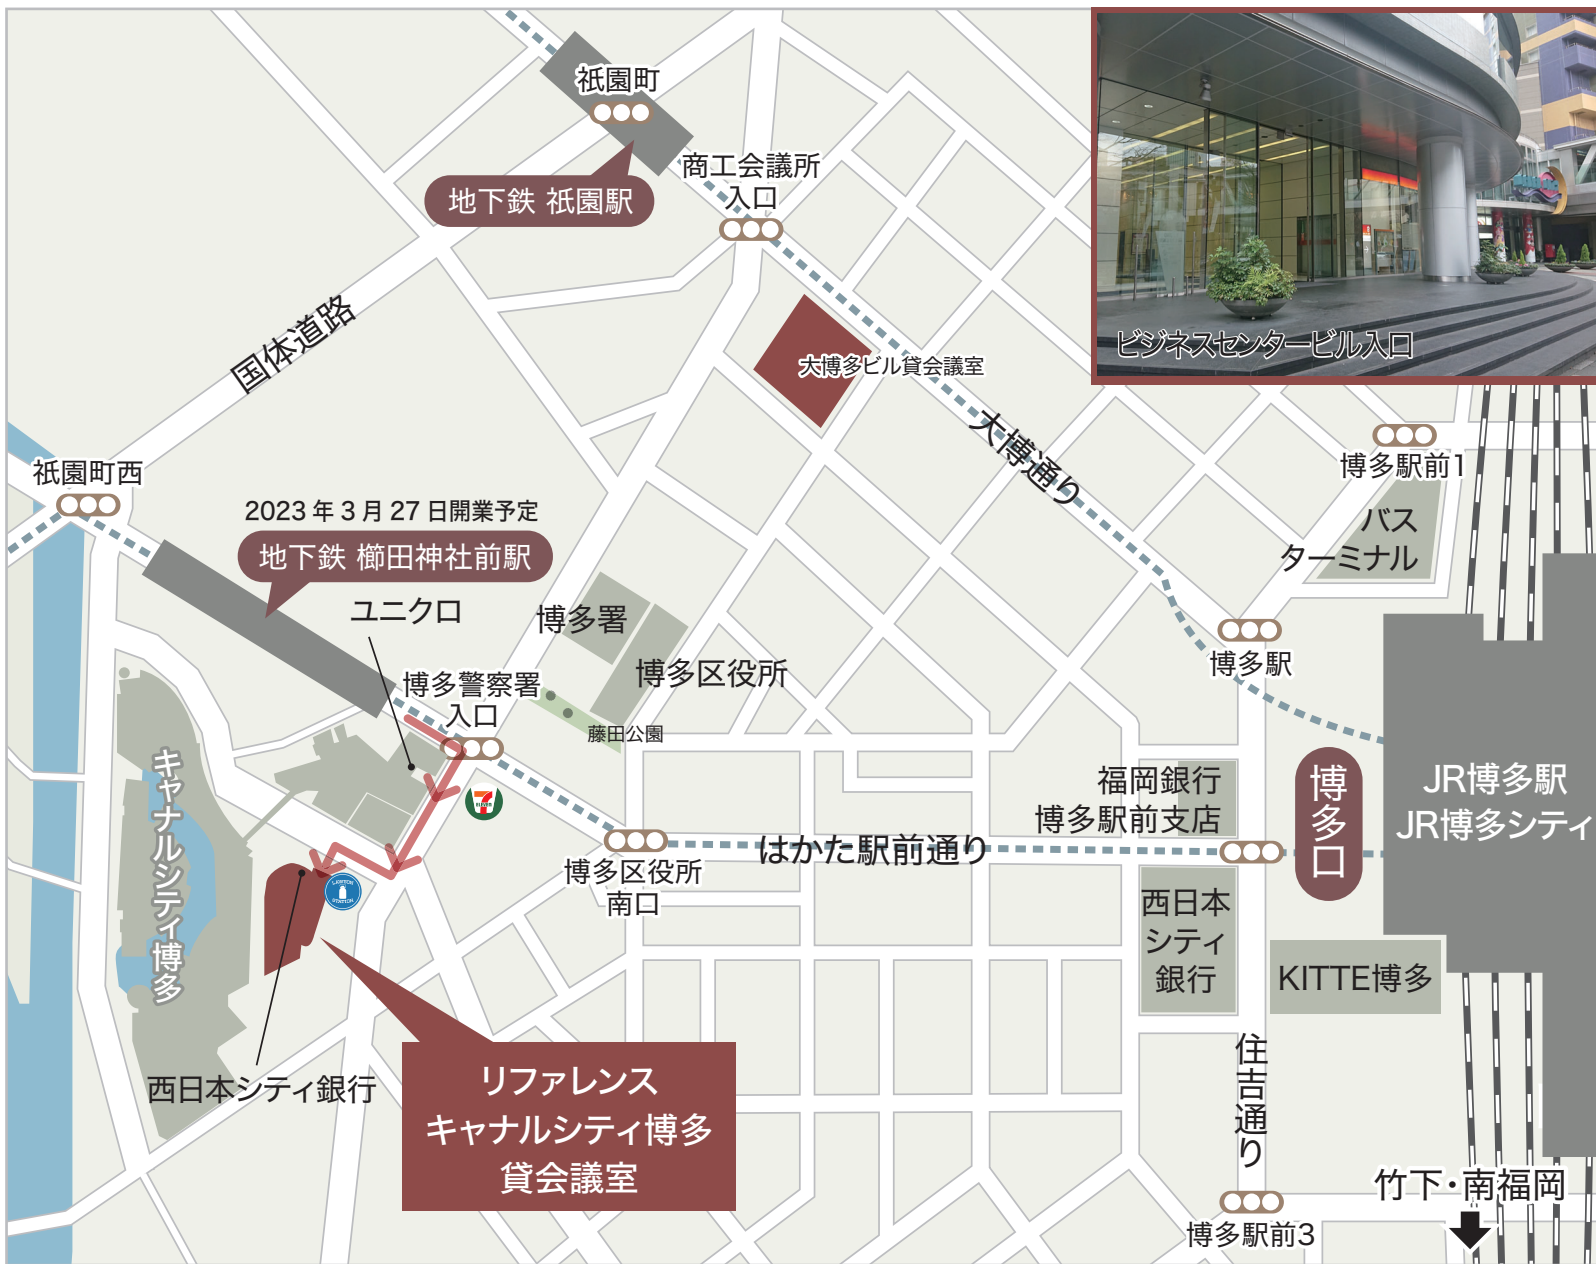 祇園町
地下鉄 祇園駅
商工会議所
入口
国体道路
大博多ビル貸会議室
大博通り
ビジネスセンタービル入口
博多駅前1
バス
ターミナル
祇園町西
2023年3月27日開業予定
地下鉄 櫛田神社前駅
ユニクロ
博多署
博多区役所
藤田公園
博多警察署
入口
博多駅
7
ELEVEN
キャナルシティ博多
LAWSON
STATION
博多区役所
南口
はかた駅前通り
福岡銀行
博多駅前支店
博多口
JR博多駅
JR博多シティ
西日本
シティ
銀行
KITTE博多
西日本シティ銀行
リファレンス
キャナルシティ博多
貸会議室
住吉通り
竹下・南福岡
博多駅前3